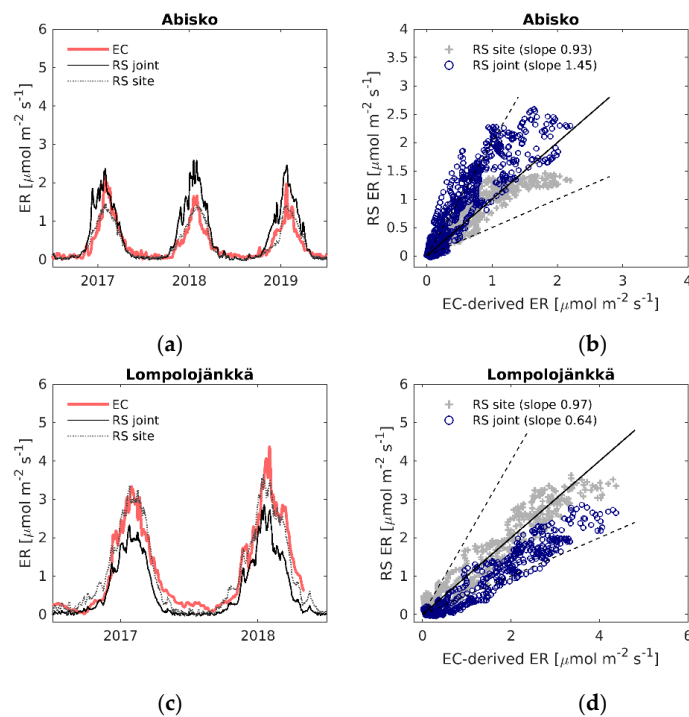 Abisko
6
5
4
3
2
1
0
ER [μmol m⁻² s⁻¹]
EC
RS joint
RS site
2017
2018
2019
(a)
Abisko
4
3.5
3
2.5
2
1.5
1
0.5
0
RS ER [μmol m⁻² s⁻¹]
RS site (slope 0.93)
RS joint (slope 1.45)
0
1
2
3
4
EC-derived ER [μmol m⁻² s⁻¹]
(b)
Lompolojänkkä
6
5
4
3
2
1
0
ER [μmol m⁻² s⁻¹]
EC
RS joint
RS site
2017
2018
(c)
Lompolojänkkä
6
5
4
3
2
1
0
RS ER [μmol m⁻² s⁻¹]
RS site (slope 0.97)
RS joint (slope 0.64)
0
2
4
6
EC-derived ER [μmol m⁻² s⁻¹]
(d)